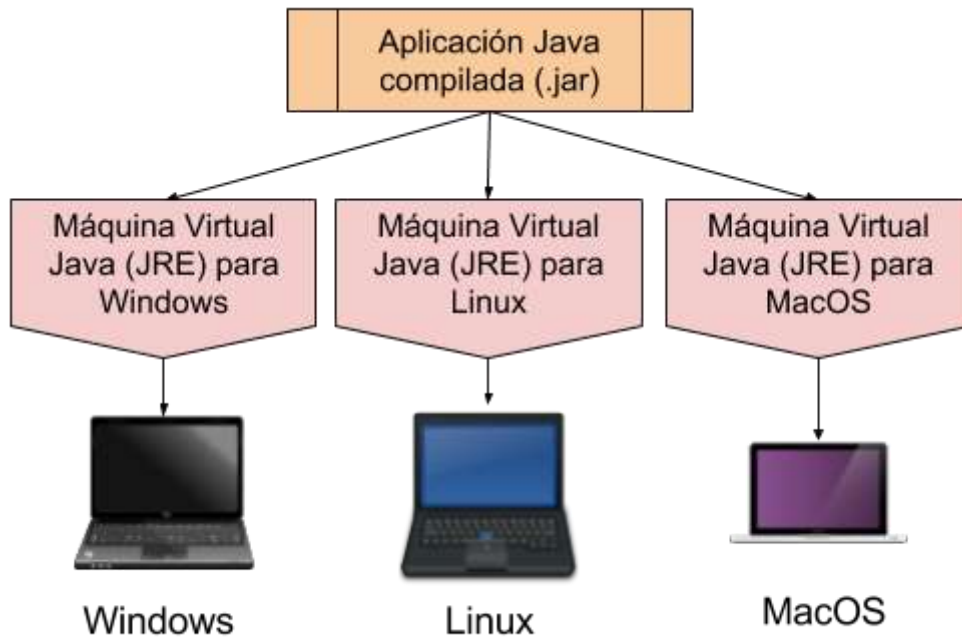 Aplicación Java
compilada (.jar)
Máquina Virtual
Java (JRE) para
Windows
Máquina Virtual
Java (JRE) para
Linux
Máquina Virtual
Java (JRE) para
MacOS
Windows
Linux
MacOS